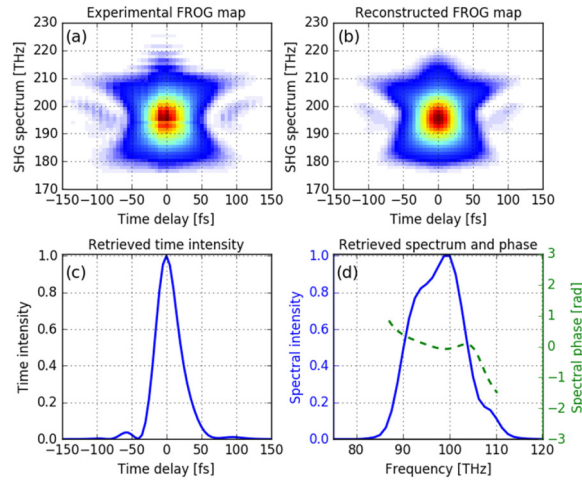 Experimental FROG map
Reconstructed FROG map
(a)
(b)
SHG spectrum [THz]
230
220
210
200
190
180
170
SHG spectrum [THz]
230
220
210
200
190
180
170
−150 −100 −50 0 50 100 150
Time delay [fs]
−150 −100 −50 0 50 100 150
Time delay [fs]
Retrieved time intensity
Retrieved spectrum and phase
(c)
(d)
Time intensity
1.0
0.8
0.6
0.4
0.2
0.0
Spectral intensity
1.0
0.8
0.6
0.4
0.2
0.0
3
2
1
0
−1
−2
−3
Spectral phase [rad]
−150 −100 −50 0 50 100 150
Time delay [fs]
80 90 100 110 120
Frequency [THz]